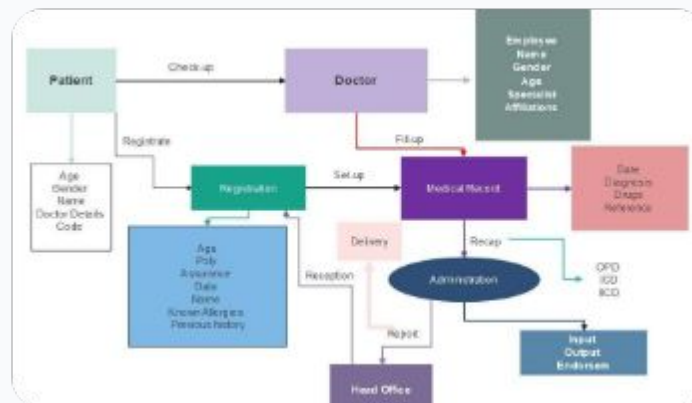 Employee
Name
Gender
Age
Specialist
Affiliations
Patient
Check-up
Doctor
Registrate
Fill-up
Age
Gender
Name
Doctor Details
Code
Registration
Set-up
Medical Record
Date
Diagnosis
Drugs
Reference
Delivery
Recap
Age
Poly
Assurance
Date
Name
Known Allergies
Previous history
Reception
Administration
OPD
IGD
Report
Input
Output
Endorsem
Head Office